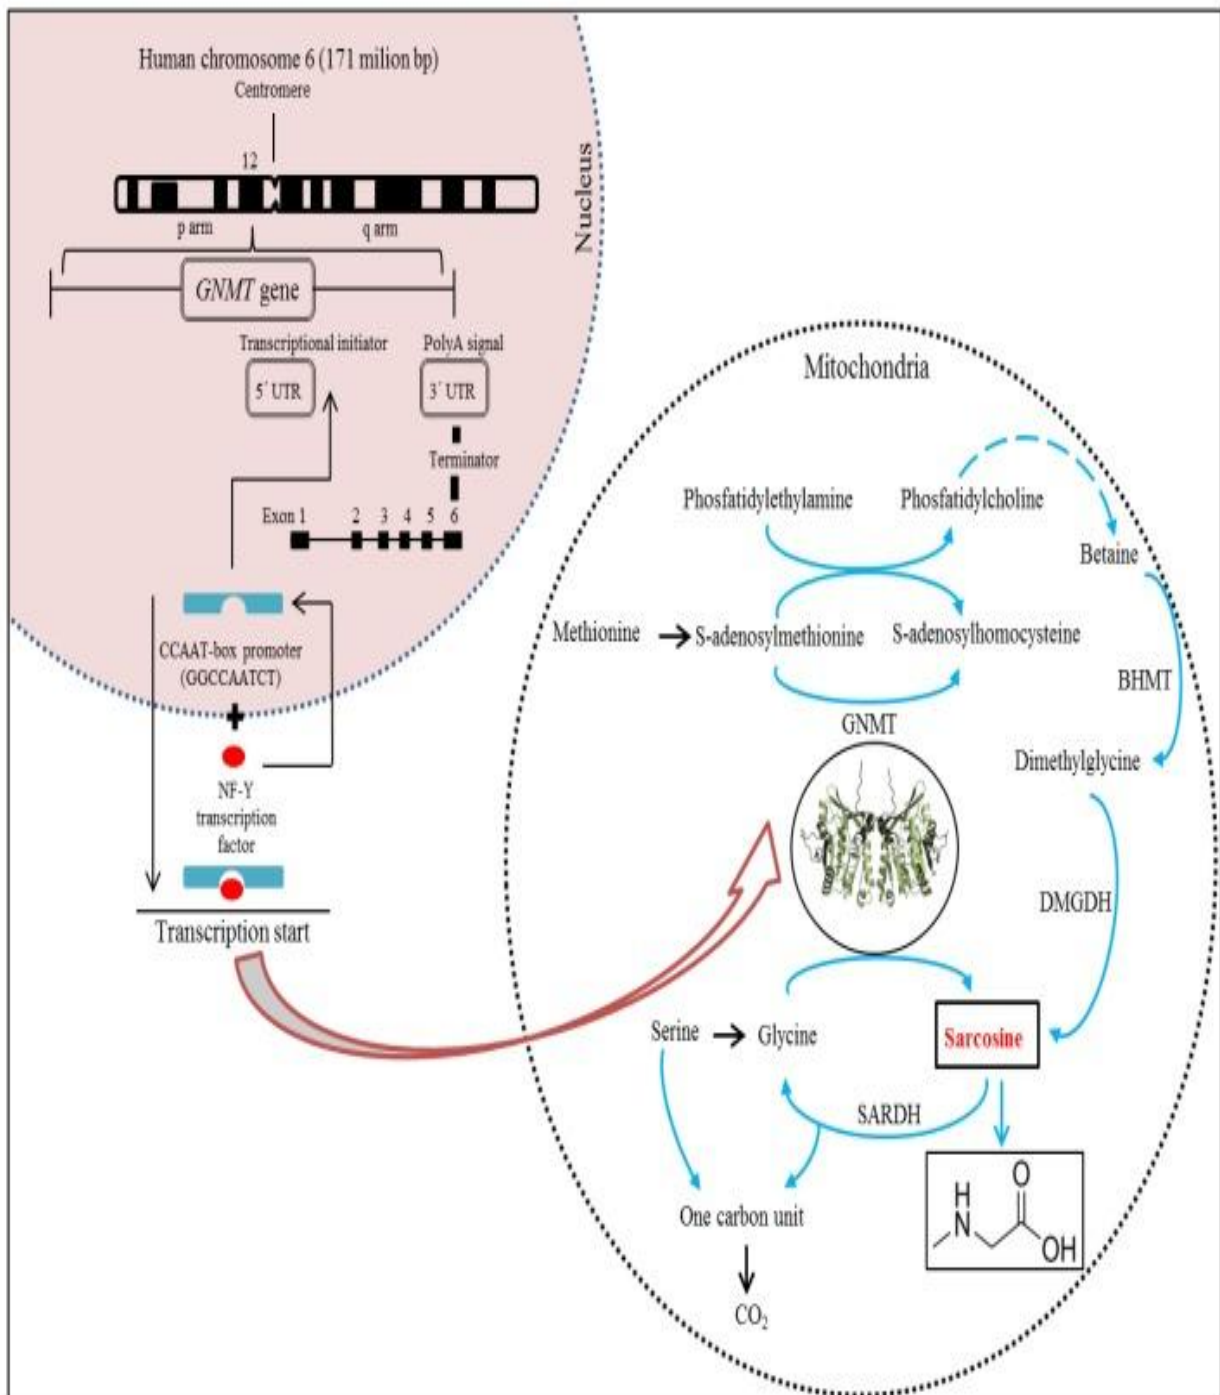 Human chromosome 6 (171 milion bp)
Centromere
12
p arm
q arm
Nucleus
GNMT gene
Transcriptional initiator
PolyA signal
5´ UTR
3´ UTR
Terminator
Exon 1 2 3 4 5 6
CCAAT-box promoter
(GGCCAATCT)
NF-Y
transcription
factor
Transcription start
Mitochondria
Phosfatidylethylamine
Phosfatidylcholine
Betaine
Methionine
S-adenosylmethionine
S-adenosylhomocysteine
BHMT
GNMT
Dimethylglycine
DMGDH
Serine
Glycine
Sarcosine
SARDH
One carbon unit
CO₂
H
N
O
OH